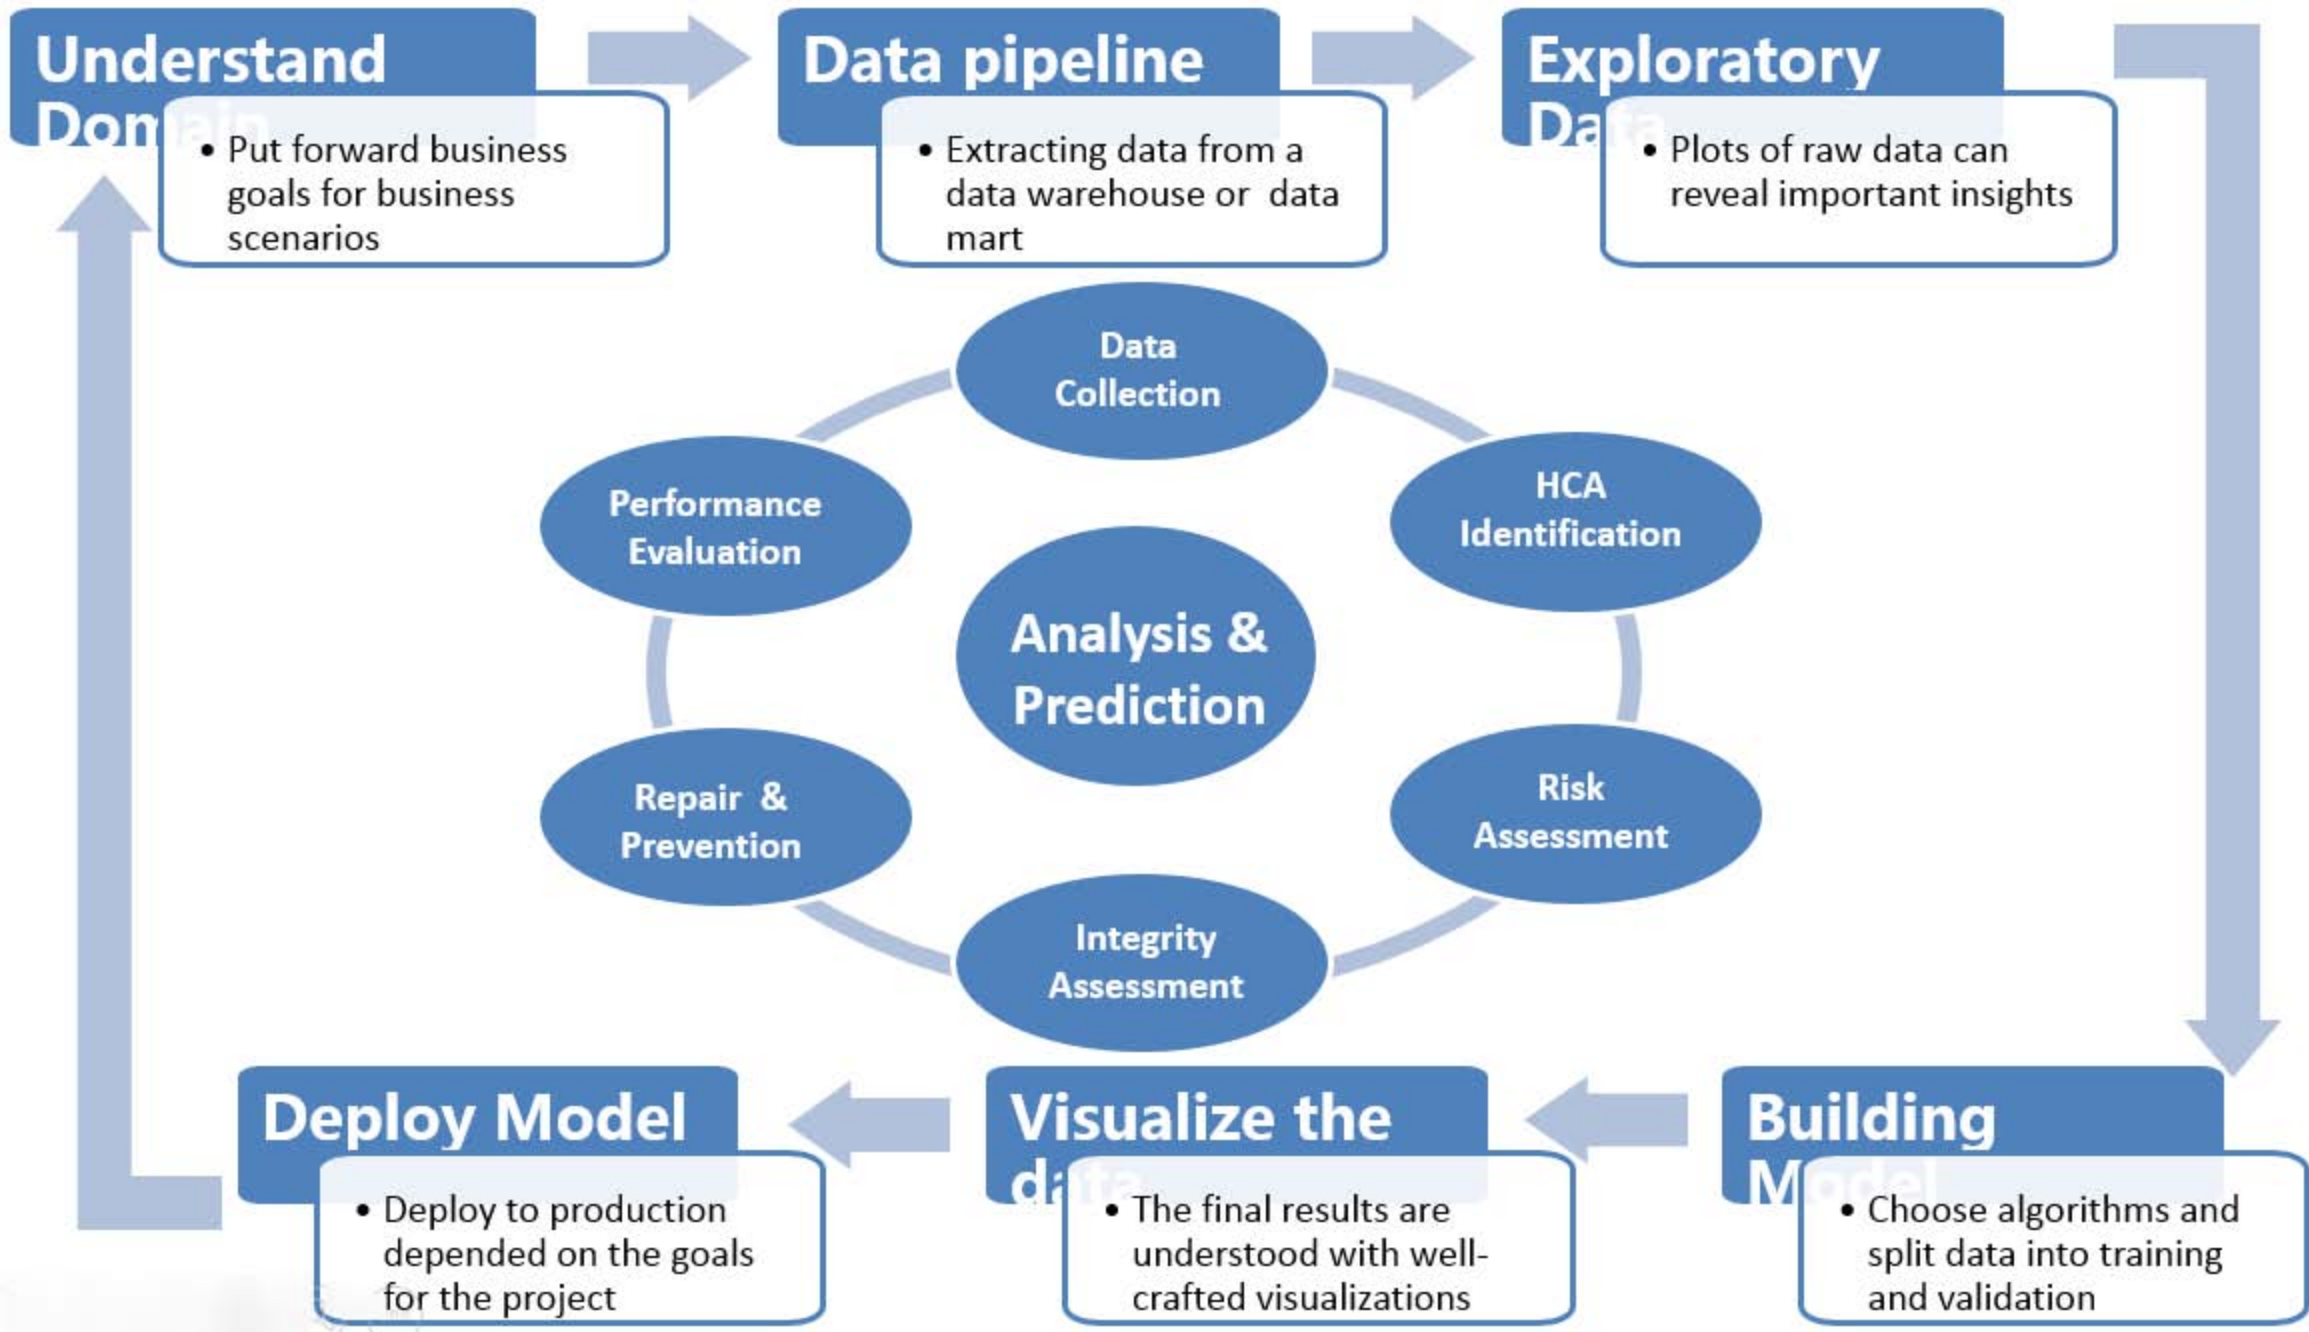 Understand
Domain
• Put forward business
goals for business
scenarios
Data pipeline
• Extracting data from a
data warehouse or data
mart
Exploratory
Data
• Plots of raw data can
reveal important insights
Data
Collection
HCA
Identification
Risk
Assessment
Integrity
Assessment
Repair &
Prevention
Performance
Evaluation
Analysis &
Prediction
Building
Model
• Choose algorithms and
split data into training
and validation
Visualize the
data
• The final results are
understood with well-
crafted visualizations
Deploy Model
• Deploy to production
depended on the goals
for the project